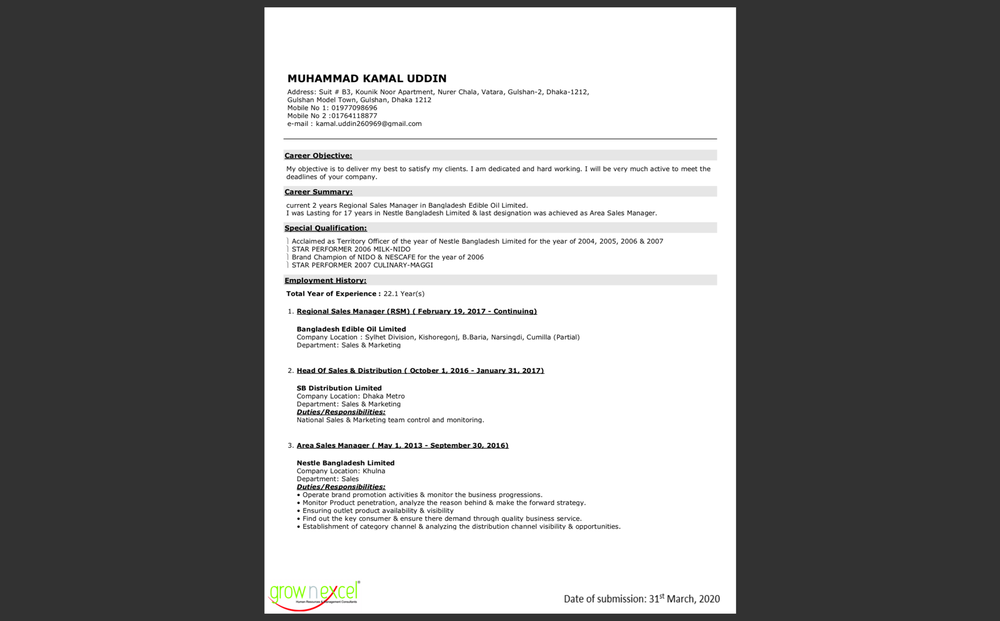 MUHAMMAD KAMAL UDDIN
Address: Suit # B3, Kounik Noor Apartment, Nurer Chala, Vatara, Gulshan-2, Dhaka-1212,
Gulshan Model Town, Gulshan, Dhaka 1212
Mobile No 1: 01977098696
Mobile No 2 :01764118877
e-mail : kamal.uddin260969@gmail.com
Career Objective:
My objective is to deliver my best to satisfy my clients. I am dedicated and hard working. I will be very much active to meet the
deadlines of your company.
Career Summary:
current 2 years Regional Sales Manager in Bangladesh Edible Oil Limited.
I was Lasting for 17 years in Nestle Bangladesh Limited & last designation was achieved as Area Sales Manager.
Special Qualification:
Acclaimed as Territory Officer of the year of Nestle Bangladesh Limited for the year of 2004, 2005, 2006 & 2007
STAR PERFORMER 2006 MILK-NIDO
Brand Champion of NIDO & NESCAFE for the year of 2006
STAR PERFORMER 2007 CULINARY-MAGGI
Employment History:
Total Year of Experience : 22.1 Year(s)
1. Regional Sales Manager (RSM) ( February 19, 2017 - Continuing)
Bangladesh Edible Oil Limited
Company Location : Sylhet Division, Kishoregonj, B.Baria, Narsingdi, Cumilla (Partial)
Department: Sales & Marketing
2. Head Of Sales & Distribution ( October 1, 2016 - January 31, 2017)
SB Distribution Limited
Company Location: Dhaka Metro
Department: Sales & Marketing
Duties/Responsibilities:
National Sales & Marketing team control and monitoring.
3. Area Sales Manager ( May 1, 2013 - September 30, 2016)
Nestle Bangladesh Limited
Company Location: Khulna
Department: Sales
Duties/Responsibilities:
• Operate brand promotion activities & monitor the business progressions.
• Monitor Product penetration, analyze the reason behind & make the forward strategy.
• Ensuring outlet product availability & visibility
• Find out the key consumer & ensure there demand through quality business service.
• Establishment of category channel & analyzing the distribution channel visibility & opportunities.
grow n excel®
Human Resources & Management Consultants
Date of submission: 31st March, 2020